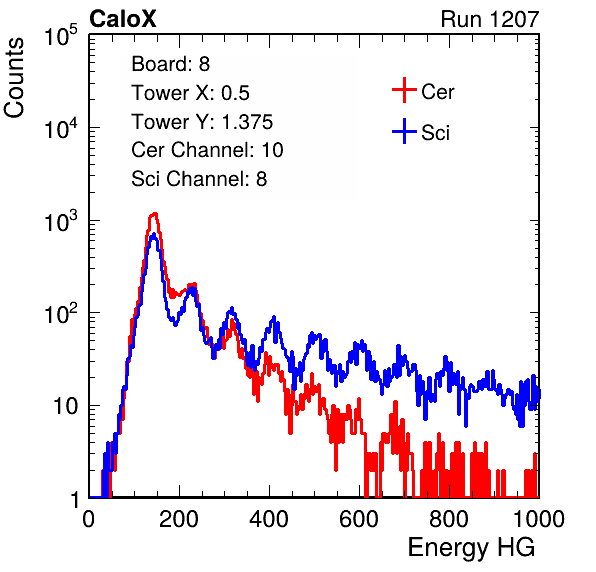 CaloX
Run 1207
Counts
10^5
10^4
10^3
10^2
10
1
Board: 8
Tower X: 0.5
Tower Y: 1.375
Cer Channel: 10
Sci Channel: 8
Cer
Sci
0 200 400 600 800 1000
Energy HG